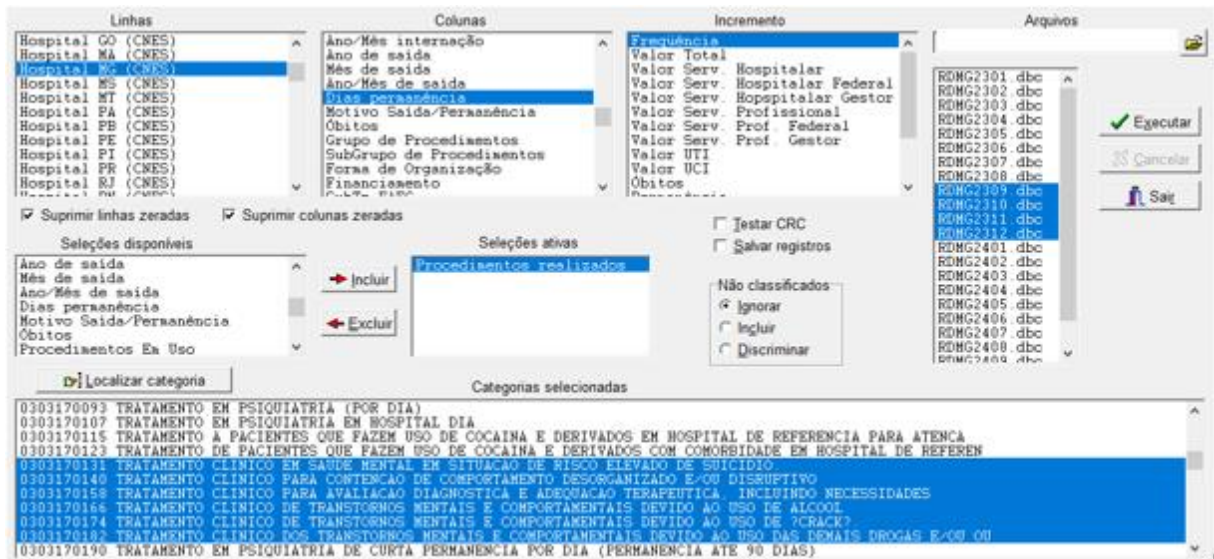 Linhas
Hospital GO (CNES)
Hospital MA (CNES)
Hospital MG (CNES)
Hospital MS (CNES)
Hospital MT (CNES)
Hospital PA (CNES)
Hospital PB (CNES)
Hospital PE (CNES)
Hospital PI (CNES)
Hospital PR (CNES)
Hospital RJ (CNES)
Colunas
Ano/Mês internação
Ano de saída
Mês de saída
Ano/Mês de saída
Dias permanência
Motivo Saída/Permanência
Óbitos
Grupo de Procedimentos
SubGrupo de Procedimentos
Forma de Organização
Financiamento
Incremento
Freqüência
Valor Total
Valor Serv. Hospitalar
Valor Serv. Hospitalar Federal
Valor Serv. Hopspitalar Gestor
Valor Serv. Profissional
Valor Serv. Prof. Federal
Valor Serv. Prof. Gestor
Valor UTI
Valor UCI
Óbitos
Arquivos
RDMG2301.dbc
RDMG2302.dbc
RDMG2303.dbc
RDMG2304.dbc
RDMG2305.dbc
RDMG2306.dbc
RDMG2307.dbc
RDMG2308.dbc
RDMG2309.dbc
RDMG2310.dbc
RDMG2311.dbc
RDMG2312.dbc
RDMG2401.dbc
RDMG2402.dbc
RDMG2403.dbc
RDMG2404.dbc
RDMG2405.dbc
RDMG2406.dbc
RDMG2407.dbc
RDMG2408.dbc
RDMG2409.dbc
Executar
Cancelar
Sair
Suprimir linhas zeradas
Suprimir colunas zeradas
Testar CRC
Salvar registros
Seleções disponíveis
Ano de saída
Mês de saída
Ano/Mês de saída
Dias permanência
Motivo Saída/Permanência
Óbitos
Procedimentos Em Uso
Incluir
Excluir
Seleções ativas
Procedimentos realizados
Não classificados
Ignorar
Incluir
Discriminar
Localizar categoria
Categorias selecionadas
0303170093 TRATAMENTO EM PSIQUIATRIA (POR DIA)
0303170107 TRATAMENTO EM PSIQUIATRIA EM HOSPITAL DIA
0303170115 TRATAMENTO A PACIENTES QUE FAZEM USO DE COCAINA E DERIVADOS EM HOSPITAL DE REFERENCIA PARA ATENCA
0303170123 TRATAMENTO DE PACIENTES QUE FAZEM USO DE COCAINA E DERIVADOS COM COMORBIDADE EM HOSPITAL DE REFEREN
0303170131 TRATAMENTO CLINICO EM SAUDE MENTAL EM SITUACAO DE RISCO ELEVADO DE SUICIDIO
0303170140 TRATAMENTO CLINICO PARA CONTENCAO DE COMPORTAMENTO DESORGANIZADO E/OU DISRUPTIVO
0303170158 TRATAMENTO CLINICO PARA AVALIACAO DIAGNOSTICA E ADEQUACAO TERAPEUTICA, INCLUINDO NECESSIDADES
0303170166 TRATAMENTO CLINICO DE TRANSTORNOS MENTAIS E COMPORTAMENTAIS DEVIDO AO USO DE ALCOOL
0303170174 TRATAMENTO CLINICO DE TRANSTORNOS MENTAIS E COMPORTAMENTAIS DEVIDO AO USO DE ?CRACK?
0303170182 TRATAMENTO CLINICO DOS TRANSTORNOS MENTAIS E COMPORTAMENTAIS DEVIDO AO USO DAS DEMAIS DROGAS E/OU OU
0303170190 TRATAMENTO EM PSIQUIATRIA DE CURTA PERMANENCIA POR DIA (PERMANENCIA ATE 90 DIAS)